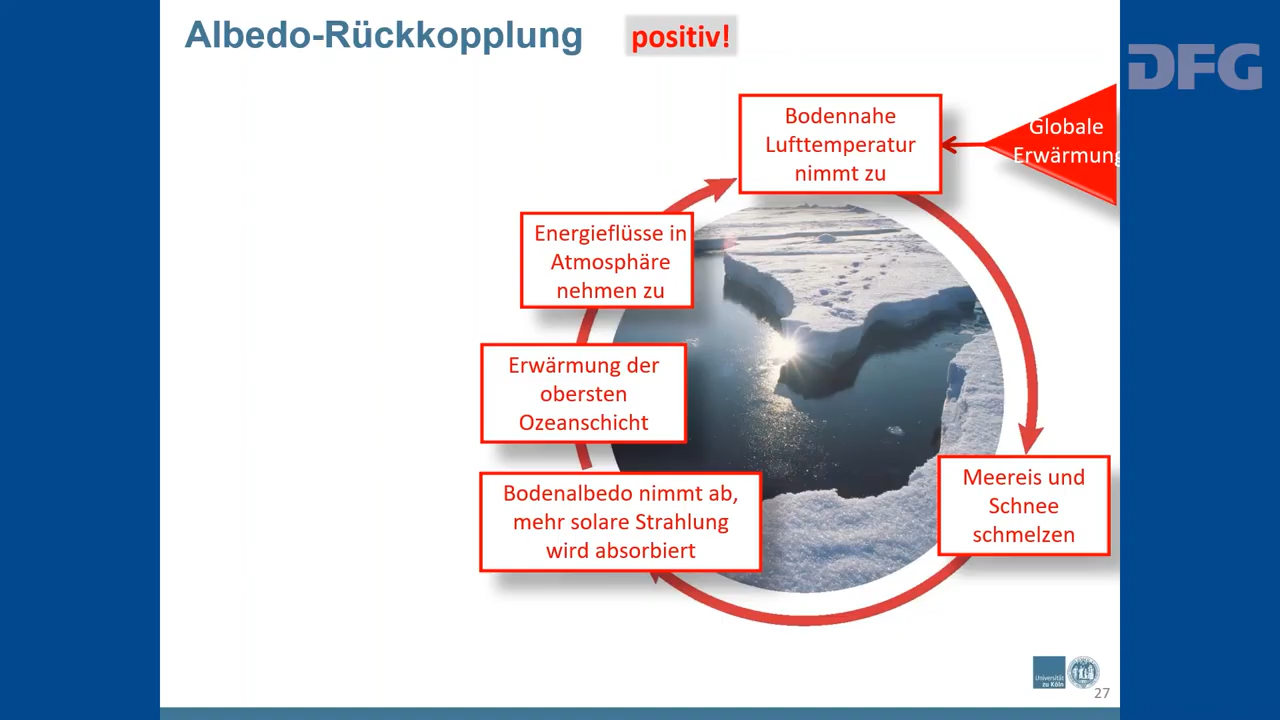 Albedo-Rückkopplung positiv!
DFG
Bodennahe
Lufttemperatur
nimmt zu
Globale
Erwärmung
Meereis und
Schnee
schmelzen
Bodenalbedo nimmt ab,
mehr solare Strahlung
wird absorbiert
Erwärmung der
obersten
Ozeanschicht
Energieflüsse in
Atmosphäre
nehmen zu
Universität
zu Köln
27